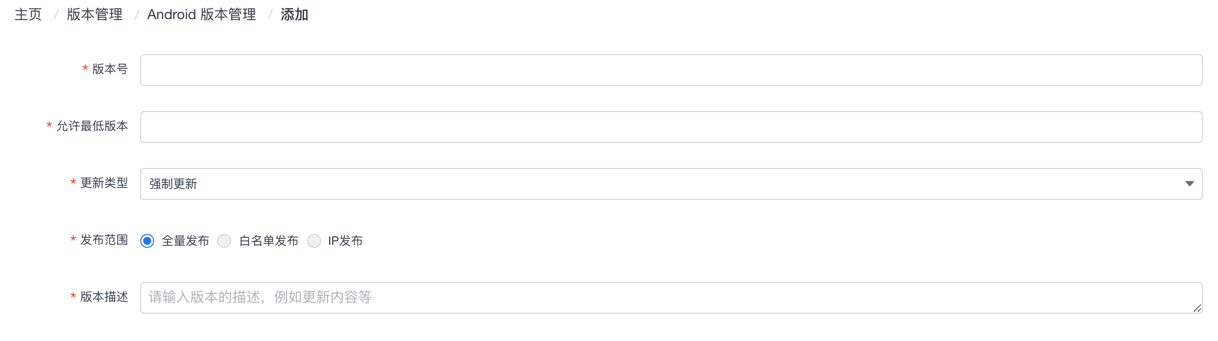 主页 / 版本管理 / Android 版本管理 / 添加
* 版本号
* 允许最低版本
* 更新类型 强制更新
* 发布范围 全量发布 白名单发布 IP发布
* 版本描述 请输入版本的描述，例如更新内容等